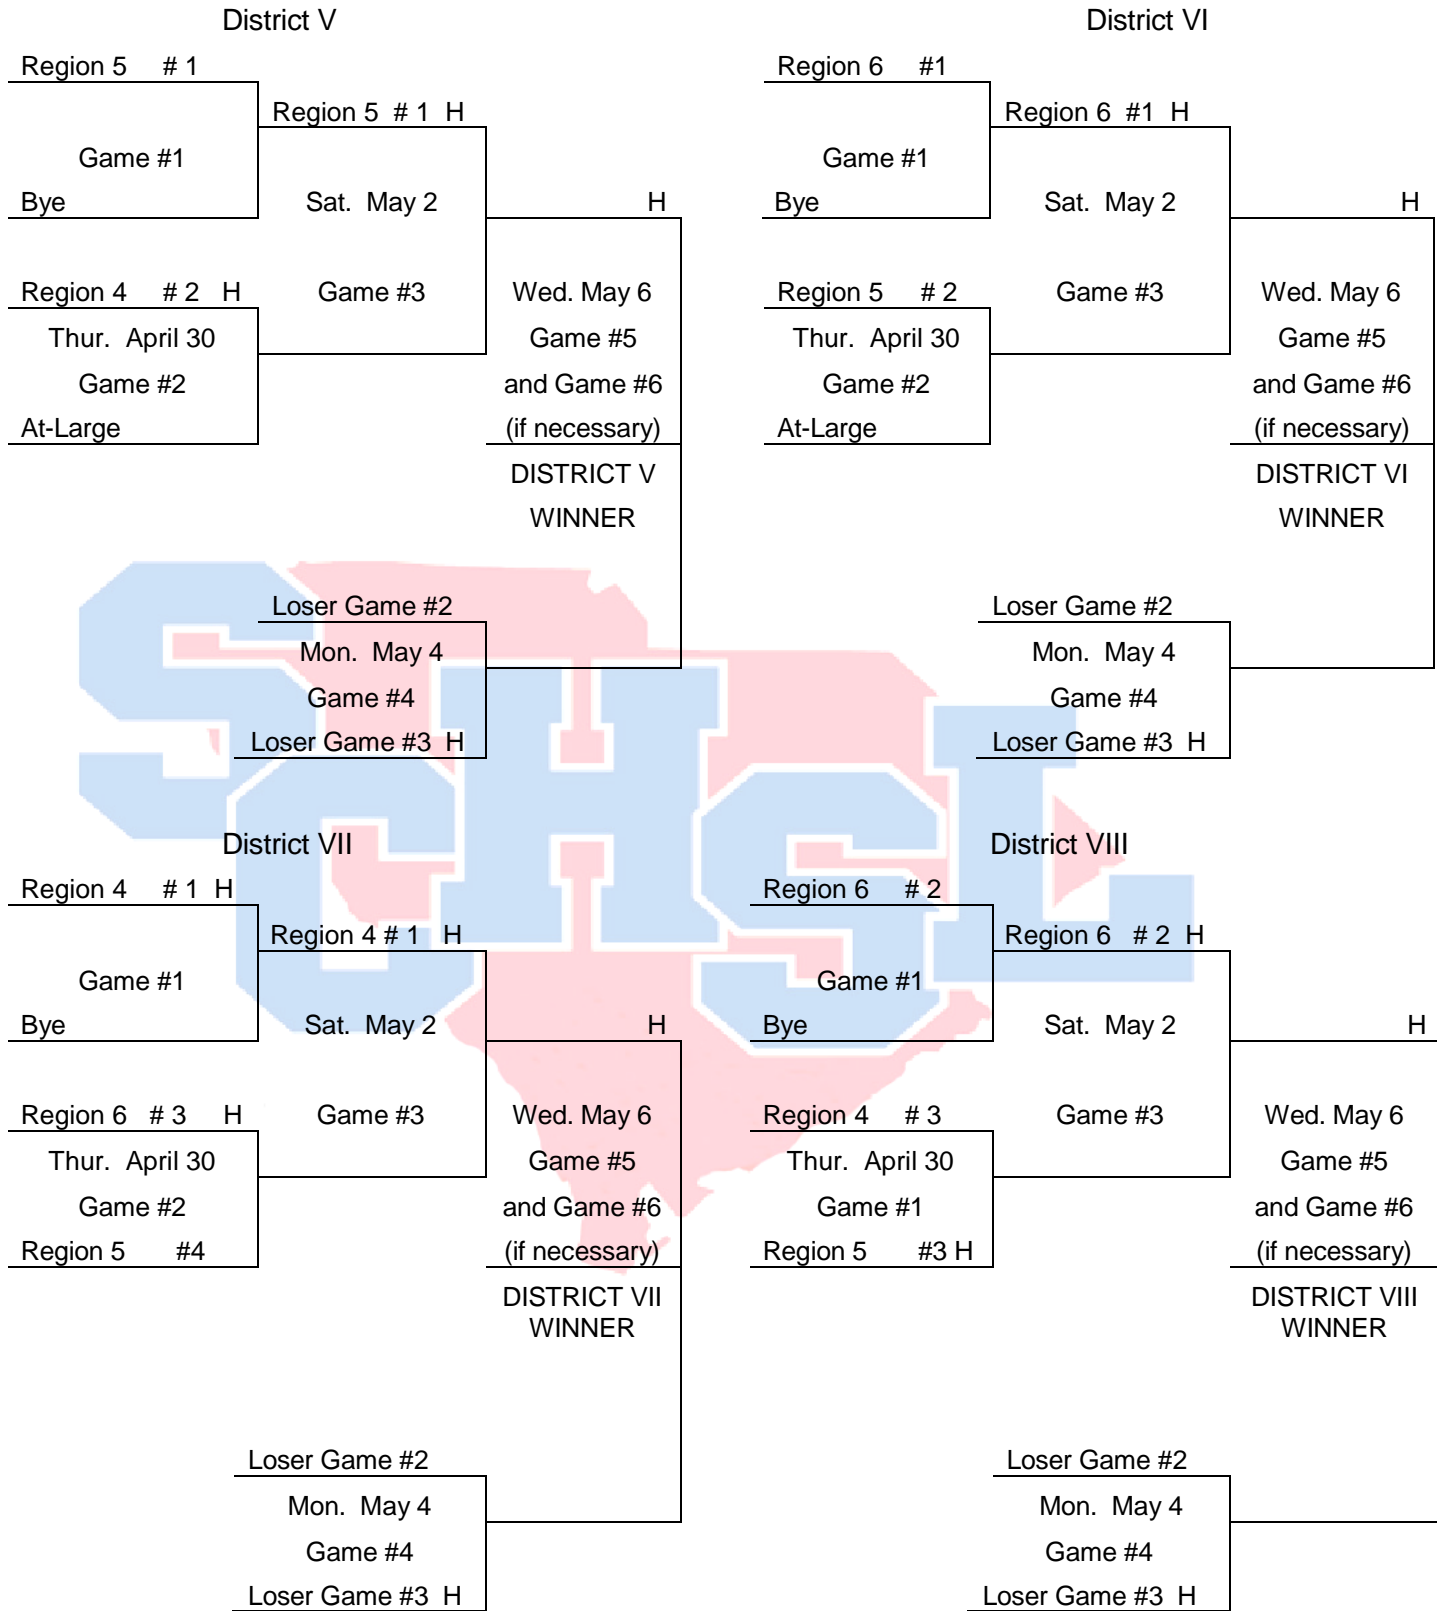 District V
Region 5 # 1
Region 5 # 1 H
Game #1
Bye
Sat. May 2
H
Region 4 # 2 H
Game #3
Wed. May 6
Thur. April 30
Game #5
Game #2
and Game #6
At-Large
(if necessary)
DISTRICT V
WINNER
Loser Game #2
Mon. May 4
Game #4
Loser Game #3 H
District VI
Region 6 #1
Region 6 #1 H
Game #1
Bye
Sat. May 2
H
Region 5 # 2
Game #3
Wed. May 6
Thur. April 30
Game #5
Game #2
and Game #6
At-Large
(if necessary)
DISTRICT VI
WINNER
Loser Game #2
Mon. May 4
Game #4
Loser Game #3 H
SCHSL
District VII
Region 4 # 1 H
Region 4 # 1 H
Game #1
Bye
Sat. May 2
H
Region 6 # 3 H
Game #3
Wed. May 6
Thur. April 30
Game #5
Game #2
and Game #6
Region 5 #4
(if necessary)
DISTRICT VII
WINNER
Loser Game #2
Mon. May 4
Game #4
Loser Game #3 H
District VIII
Region 6 # 2
Region 6 # 2 H
Game #1
Bye
Sat. May 2
H
Region 4 # 3
Game #3
Wed. May 6
Thur. April 30
Game #5
Game #1
and Game #6
Region 5 #3 H
(if necessary)
DISTRICT VIII
WINNER
Loser Game #2
Mon. May 4
Game #4
Loser Game #3 H